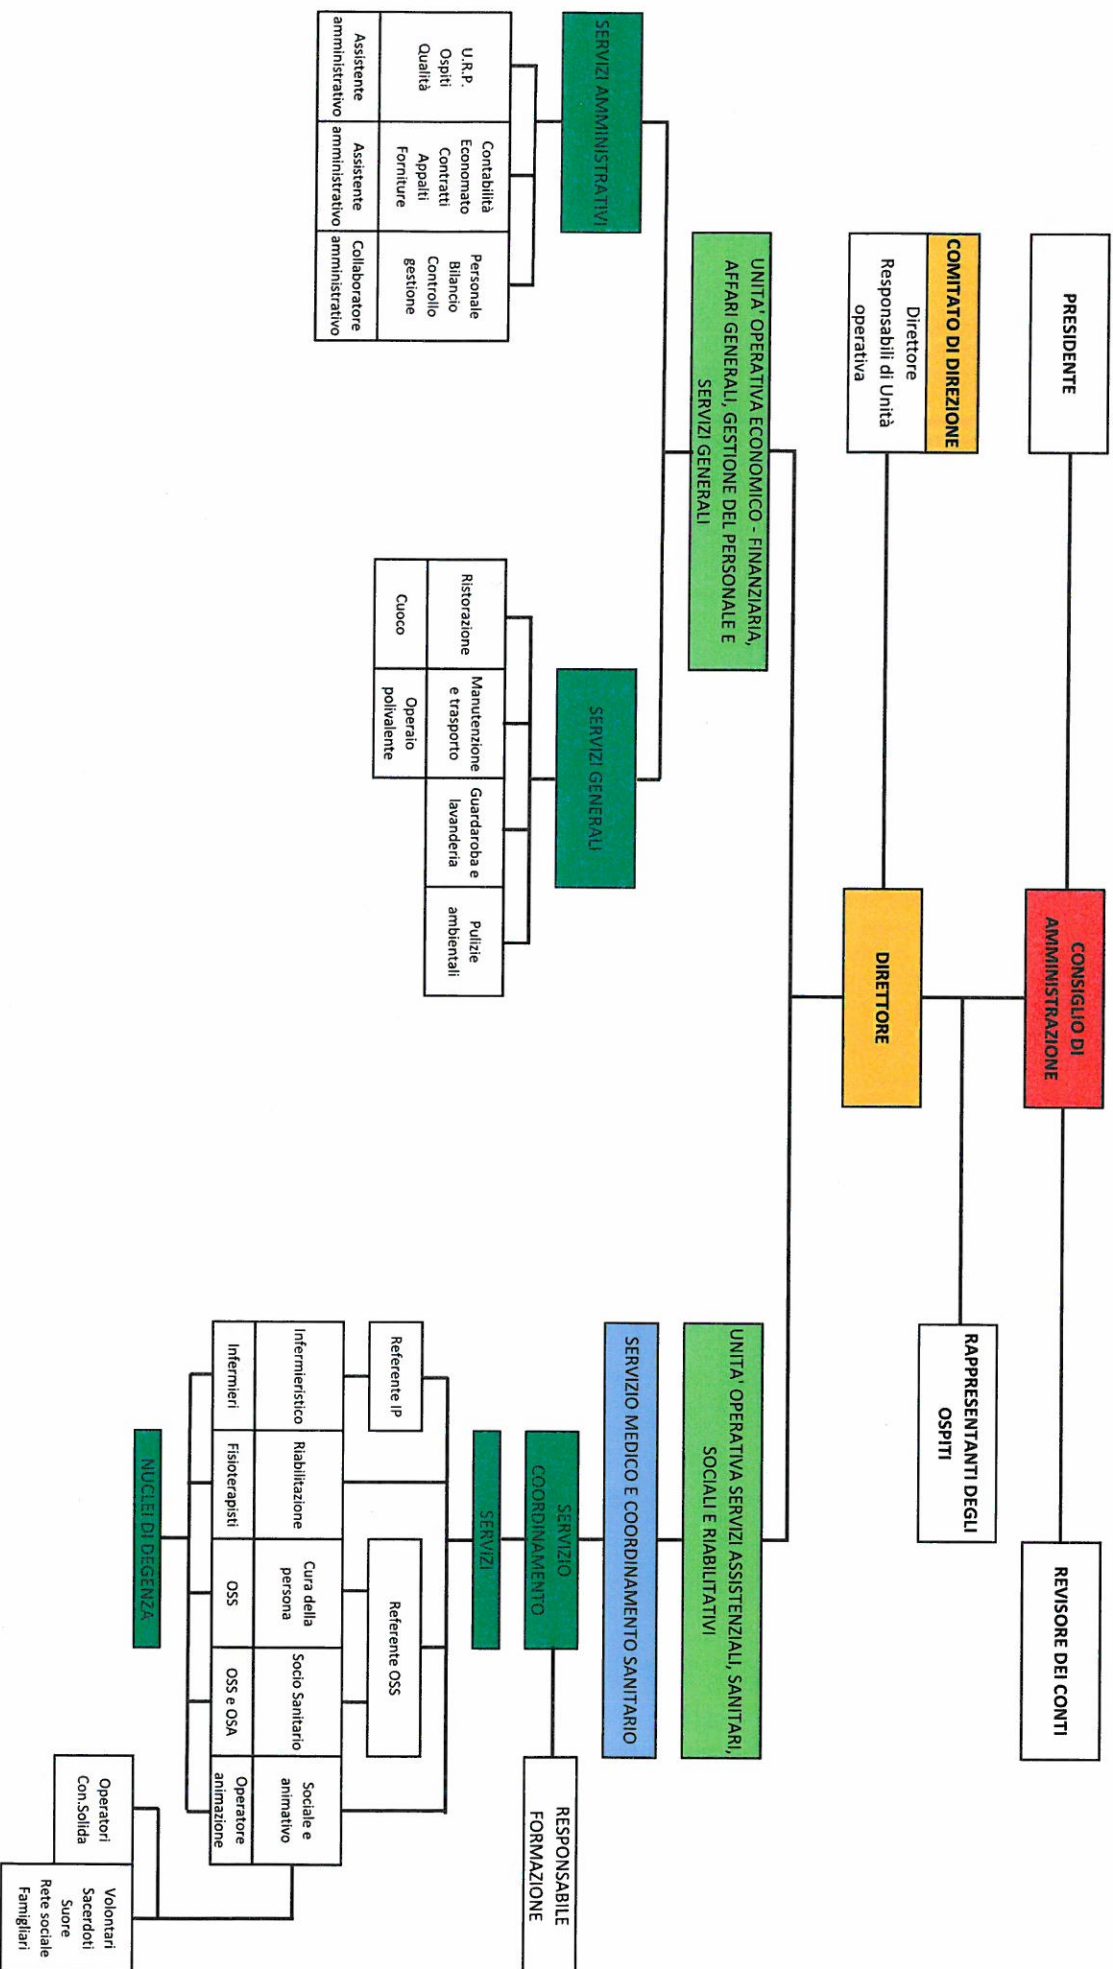 PRESIDENTE
CONSIGLIO DI
AMMINISTRAZIONE
REVISORE DEI CONTI
RAPPRESENTANTI DEGLI
OSPITI
COMITATO DI DIREZIONE
Direttore
Responsabili di Unità
operativa
DIRETTORE
UNITA' OPERATIVA ECONOMICO - FINANZIARIA,
AFFARI GENERALI, GESTIONE DEL PERSONALE E
SERVIZI GENERALI
UNITA' OPERATIVA SERVIZI ASSISTENZIALI, SANITARI,
SOCIALI E RIABILITATIVI
SERVIZI AMMINISTRATIVI
U.R.P.
Ospiti
Qualità
Contabilità
Economato
Contratti
Appalti
Forniture
Personale
Bilancio
Controllo
gestione
Assistente
amministrativo
Assistente
amministrativo
Collaboratore
amministrativo
SERVIZI GENERALI
Ristorazione
Manutenzione
e trasporto
Guardaroba e
lavanderia
Pulizie
ambientali
Cuoco
Operaio
polivalente
SERVIZIO MEDICO E COORDINAMENTO SANITARIO
SERVIZIO
COORDINAMENTO
RESPONSABILE
FORMAZIONE
SERVIZI
Referente IP
Referente OSS
Infermieristico
Riabilitazione
Cura della
persona
Socio Sanitario
Sociale e
animativo
Infermieri
Fisioterapisti
OSS
OSS e OSA
Operatore
animazione
NUCLEI DI DEGENZA
Operatori
Con.Solida
Volontari
Sacerdoti
Suore
Rete sociale
Famigliari